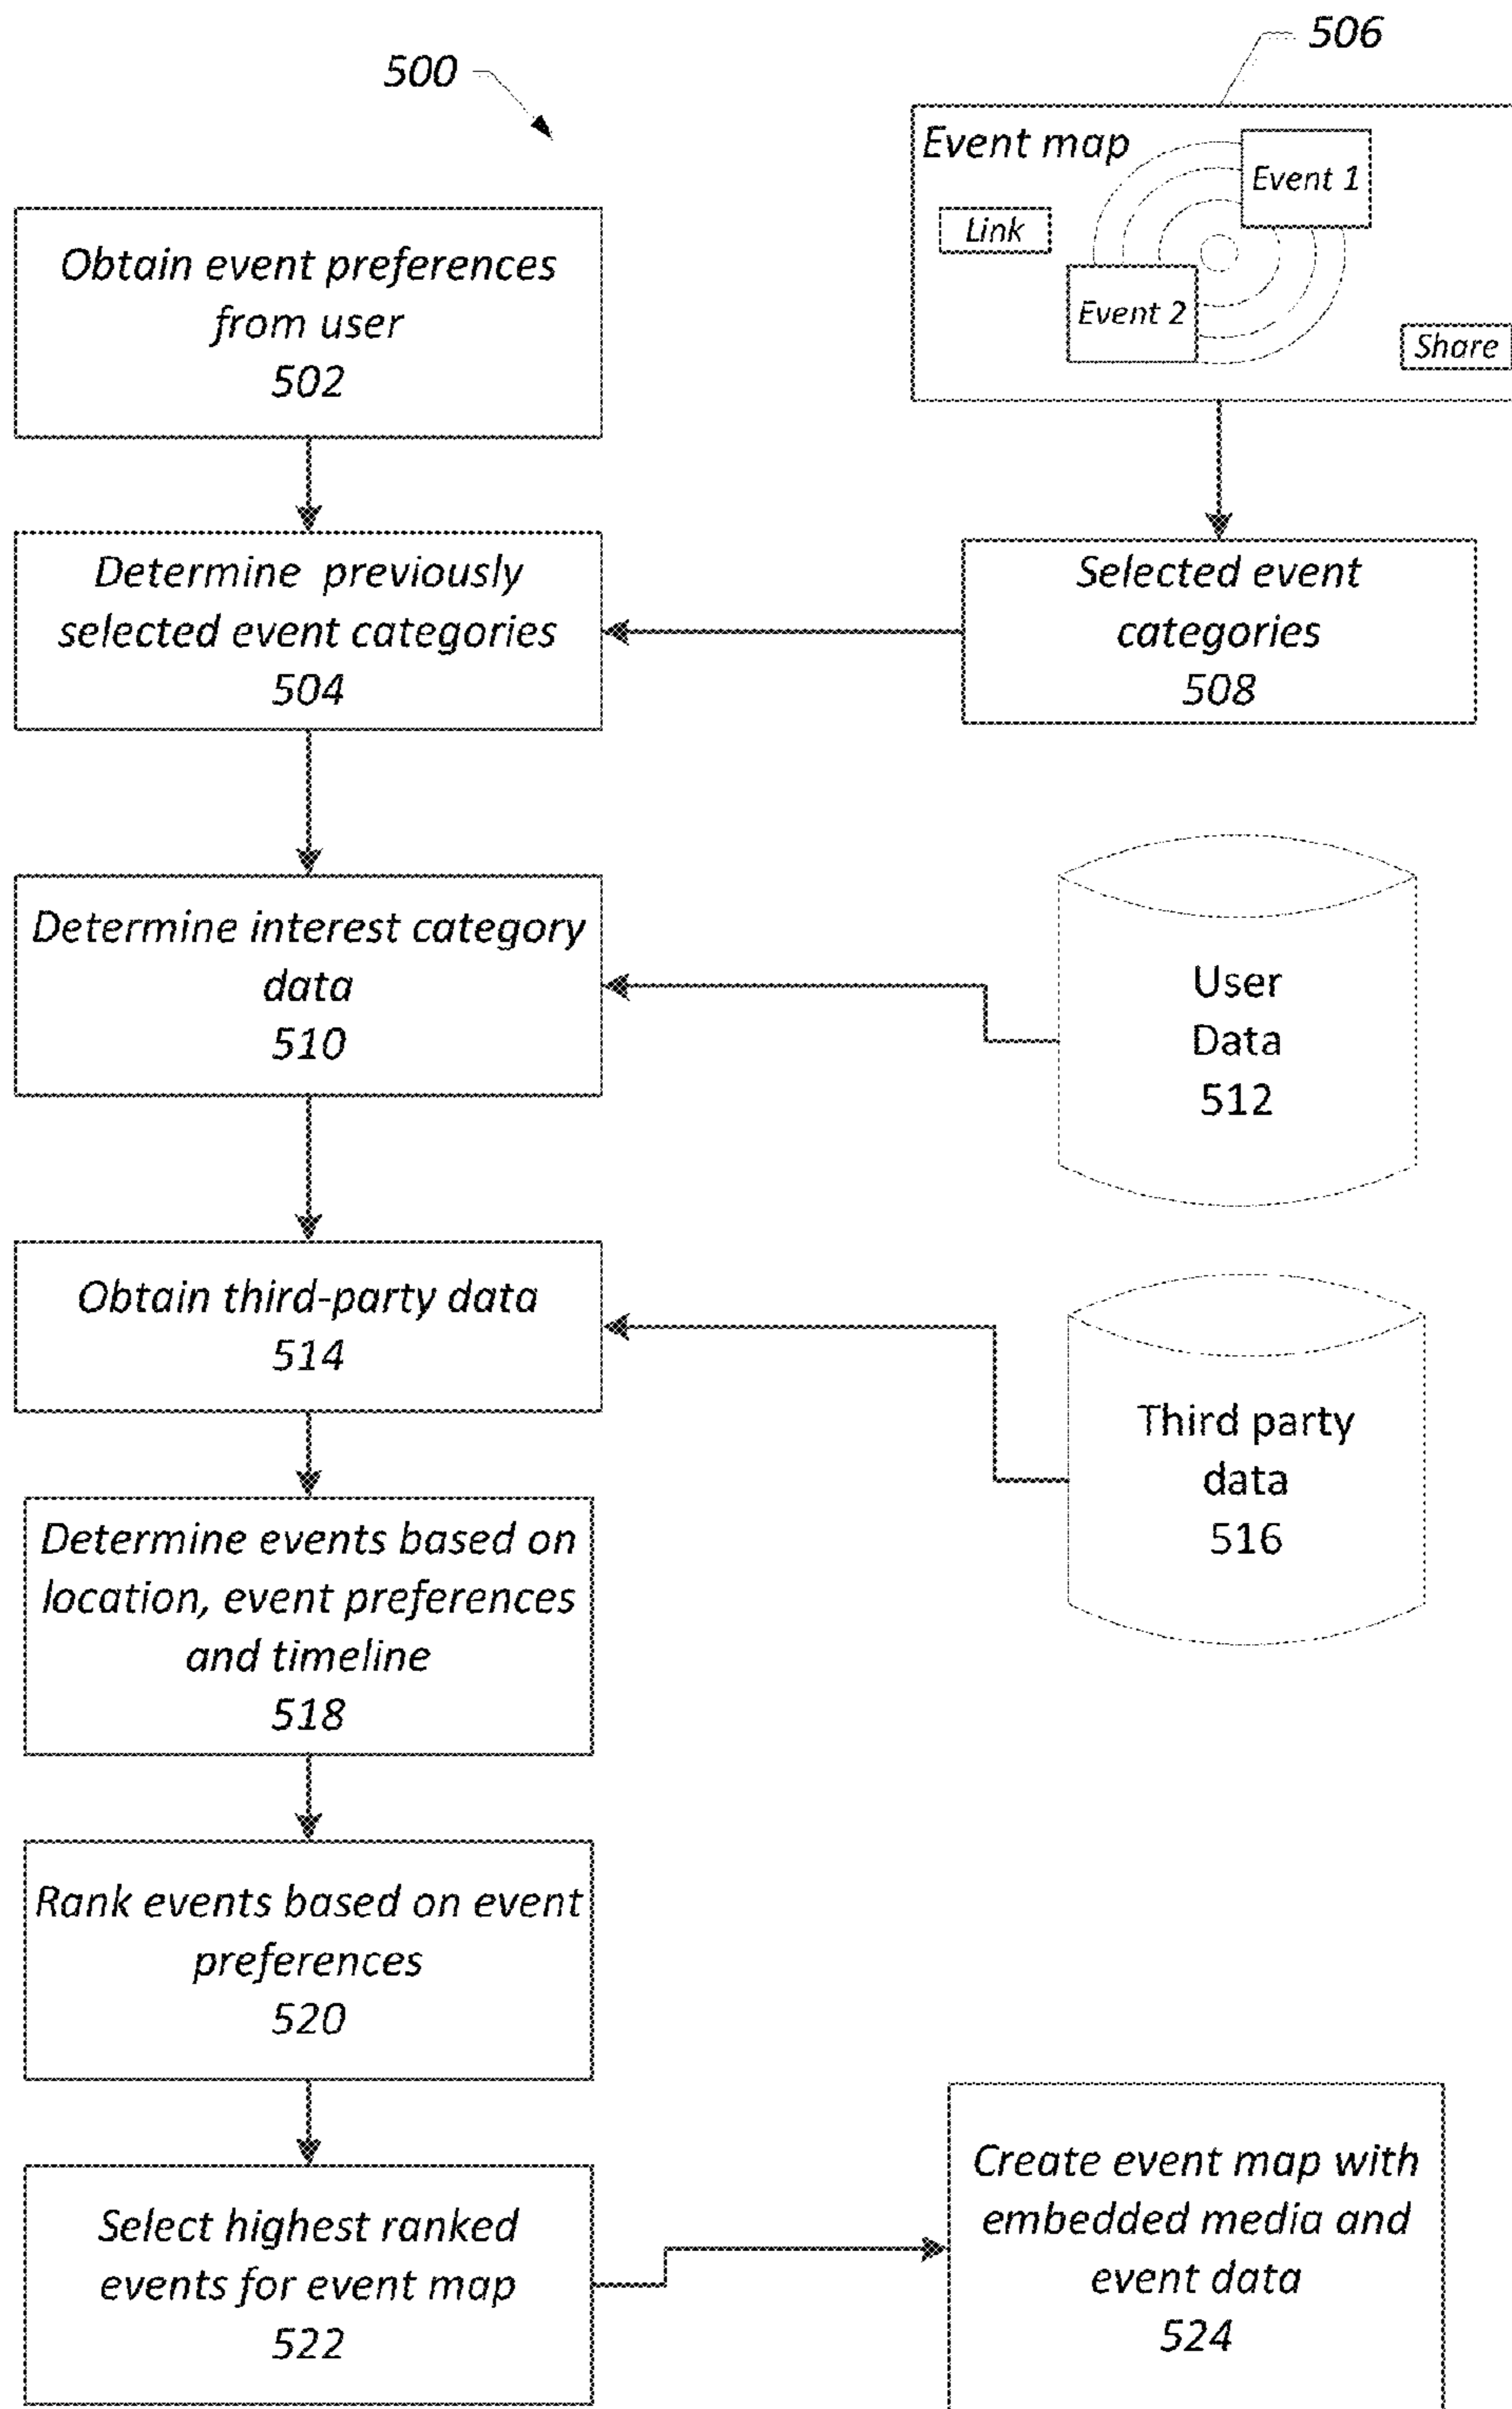 500
506
Event map
Event 1
Link
Event 2
Share
Obtain event preferences
from user
502
Determine previously
selected event categories
504
Selected event
categories
508
Determine interest category
data
510
User
Data
512
Obtain third-party data
514
Third party
data
516
Determine events based on
location, event preferences
and timeline
518
Rank events based on event
preferences
520
Select highest ranked
events for event map
522
Create event map with
embedded media and
event data
524